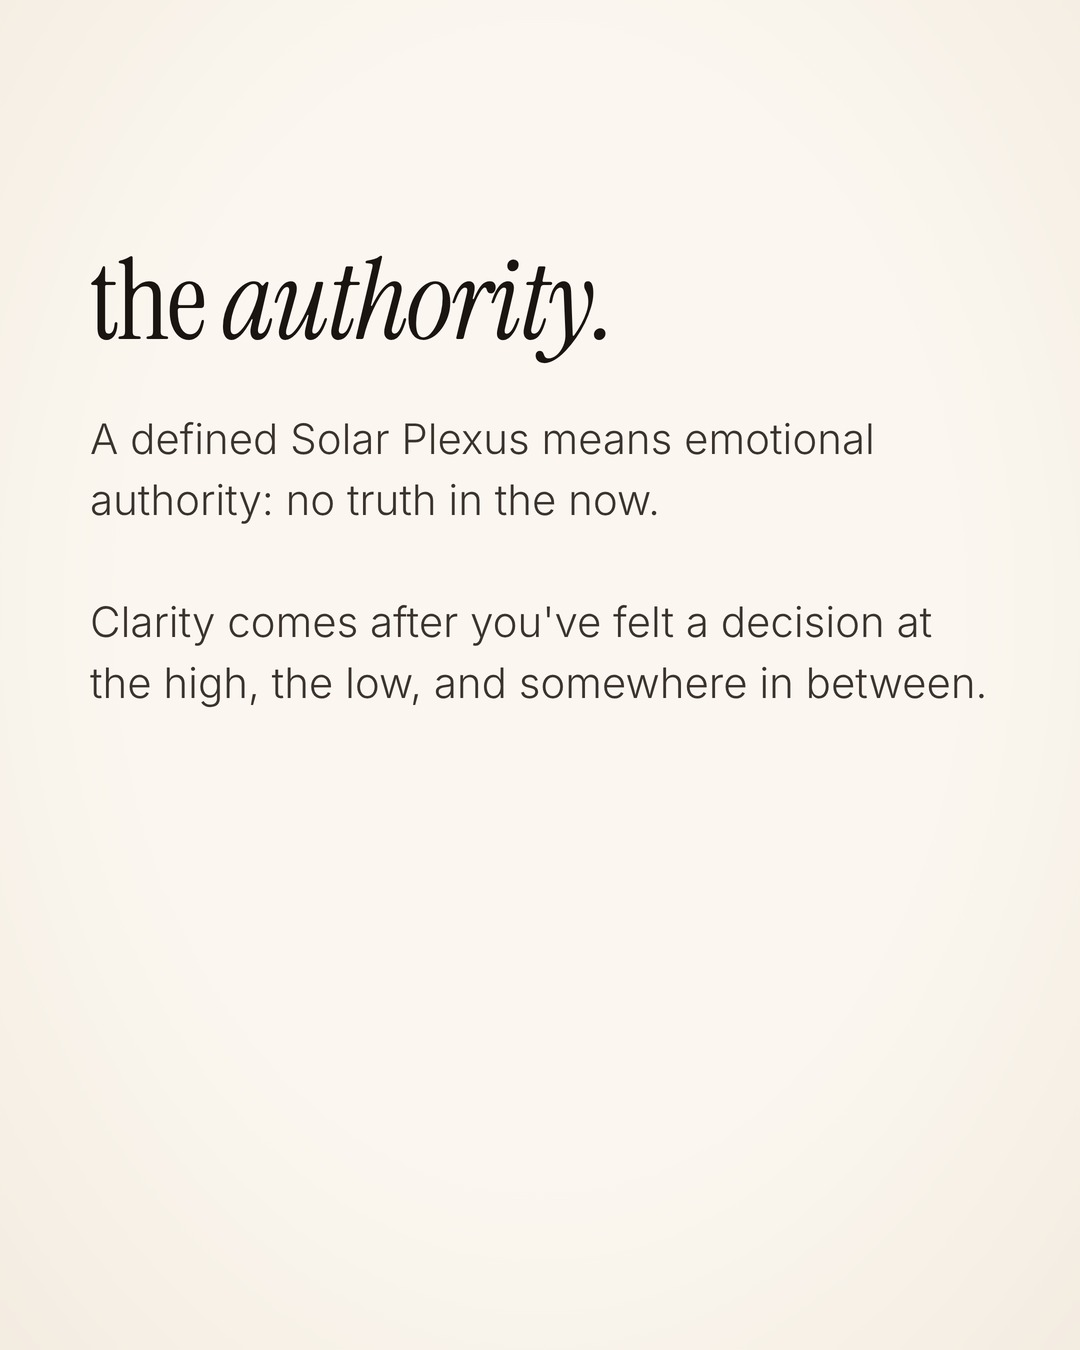 the authority.
A defined Solar Plexus means emotional
authority: no truth in the now.
Clarity comes after you've felt a decision at
the high, the low, and somewhere in between.